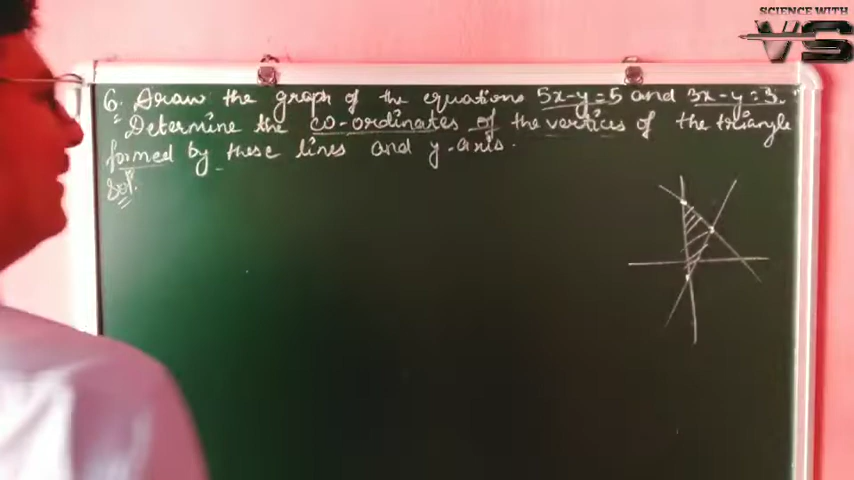 SCIENCE WITH
VS
6. Draw the graph of the equations 5x-y=5 and 3x-y=3.
Determine the co-ordinates of the vertices of the triangle
formed by these lines and y-axis.
Sol.